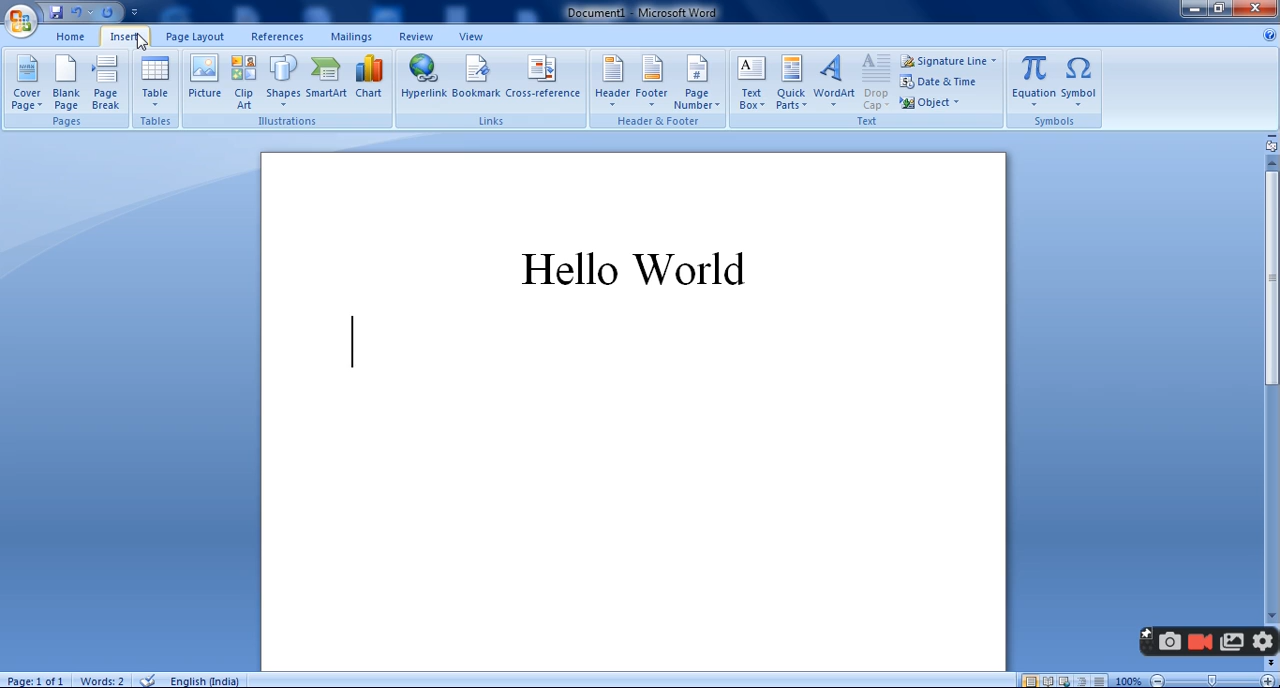 Document1 - Microsoft Word
Home Insert Page Layout References Mailings Review View
Cover Page Blank Page Page Break Table Picture Clip Art Shapes SmartArt Chart Hyperlink Bookmark Cross-reference Header Footer Page Number Text Box Quick Parts WordArt Drop Cap
Signature Line
Date & Time
Object
Equation Symbol
Pages Tables Illustrations Links Header & Footer Text Symbols
Hello World
Page: 1 of 1 Words: 2 English (India) 100%